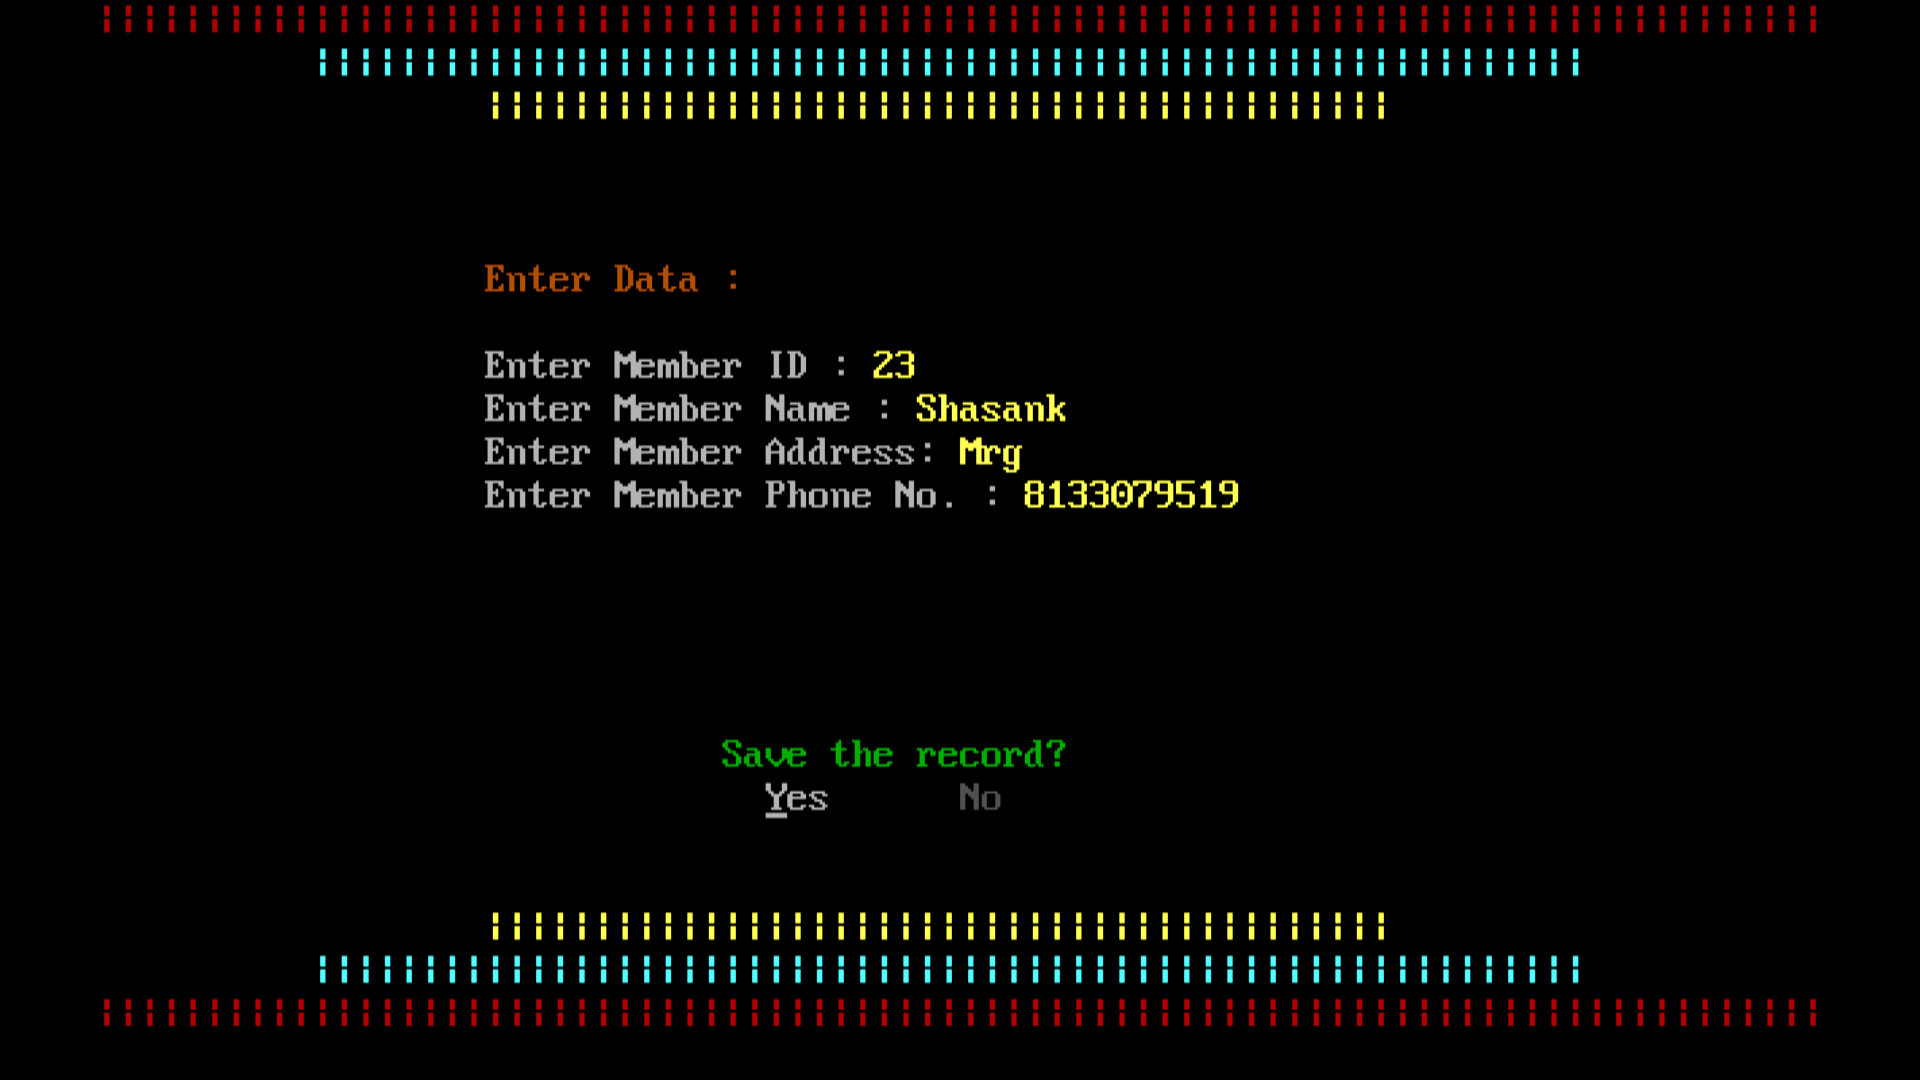 Enter Data :
Enter Member ID : 23
Enter Member Name : Shasank
Enter Member Address: Mrg
Enter Member Phone No. : 8133079519
Save the record?
Yes No